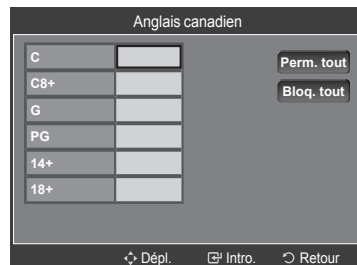 Anglais canadien
C
Perm. tout
C8+
Bloq. tout
G
PG
14+
18+
Dépl. Intro. Retour